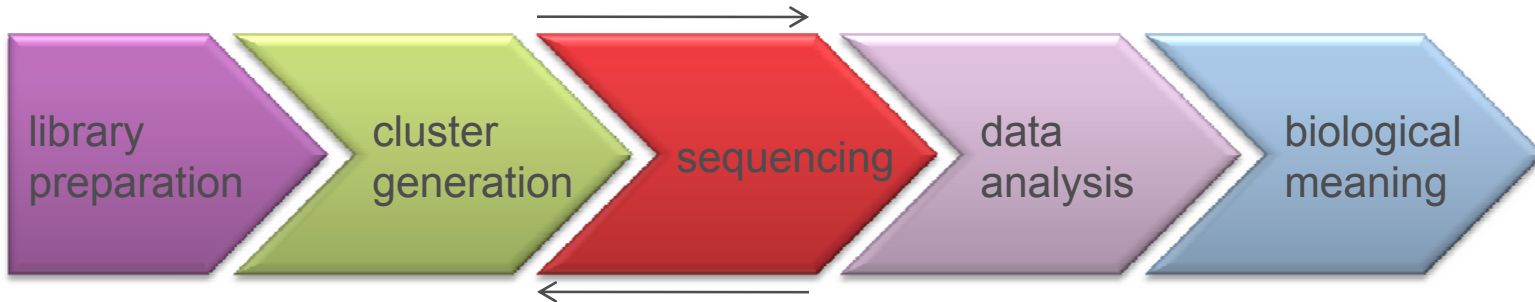 library
preparation
cluster
generation
sequencing
data
analysis
biological
meaning